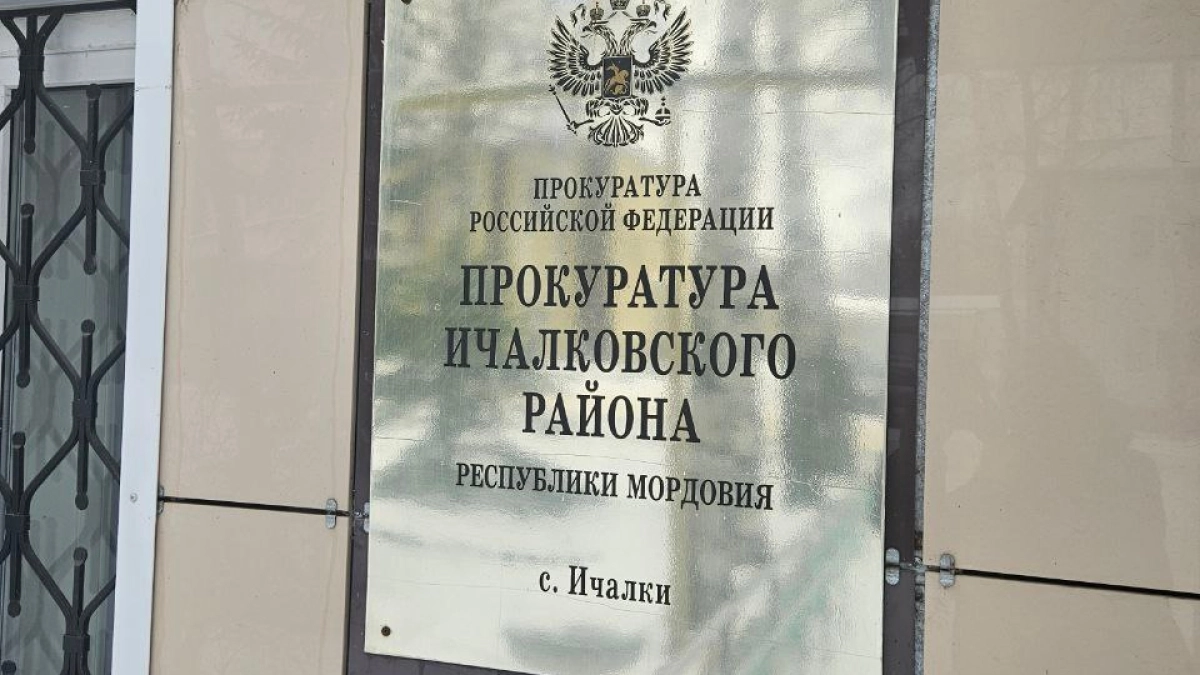 ПРОКУРАТУРА
РОССИЙСКОЙ ФЕДЕРАЦИИ
ПРОКУРАТУРА
ИЧАЛКОВСКОГО
РАЙОНА
РЕСПУБЛИКИ МОРДОВИЯ
с. Ичалки